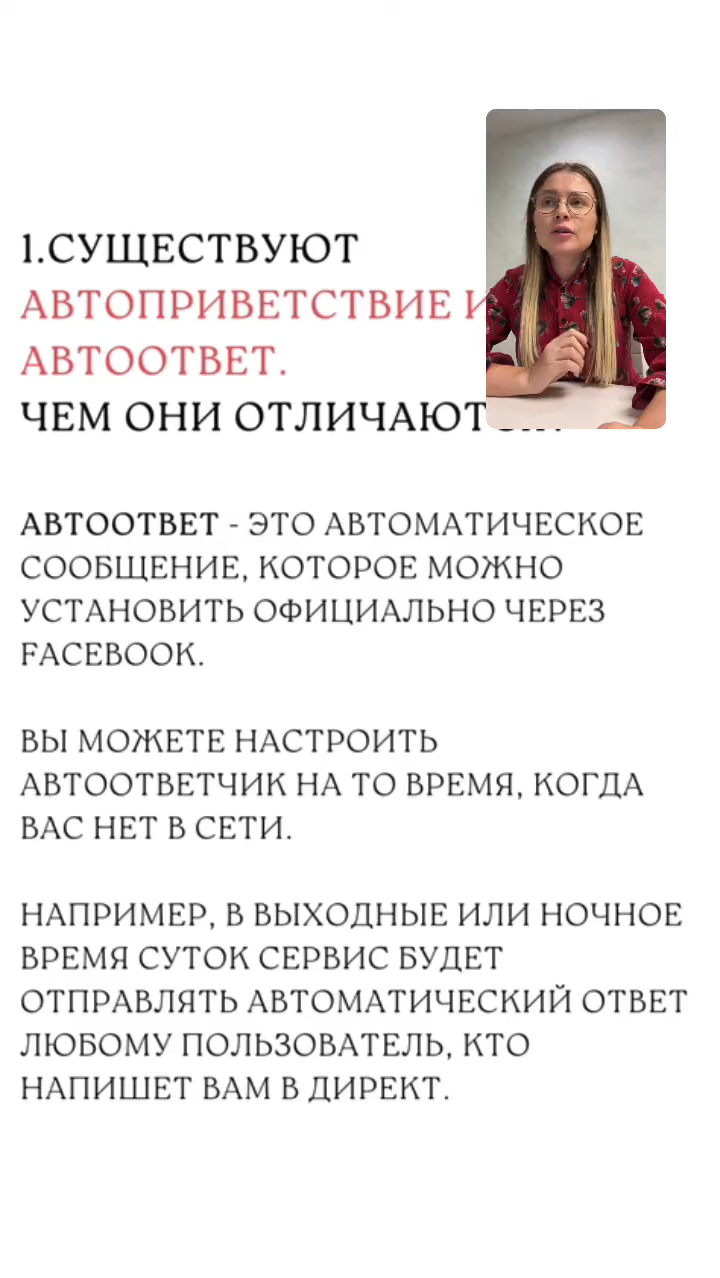 1.СУЩЕСТВУЮТ
АВТОПРИВЕТСТВИЕ И
АВТООТВЕТ.
ЧЕМ ОНИ
АВТООТВЕТ - ЭТО АВТОМАТИЧЕСКОЕ
СООБЩЕНИЕ, КОТОРОЕ МОЖНО
УСТАНОВИТЬ ОФИЦИАЛЬНО ЧЕРЕЗ
FACEBOOK.
ВЫ МОЖЕТЕ НАСТРОИТЬ
АВТООТВЕТЧИК НА ТО ВРЕМЯ, КОГДА
ВАС НЕТ В СЕТИ.
НАПРИМЕР, В ВЫХОДНЫЕ ИЛИ НОЧНОЕ
ВРЕМЯ СУТОК СЕРВИС БУДЕТ
ОТПРАВЛЯТЬ АВТОМАТИЧЕСКИЙ ОТВЕТ
ЛЮБОМУ ПОЛЬЗОВАТЕЛЬ, КТО
НАПИШЕТ ВАМ В ДИРЕКТ.